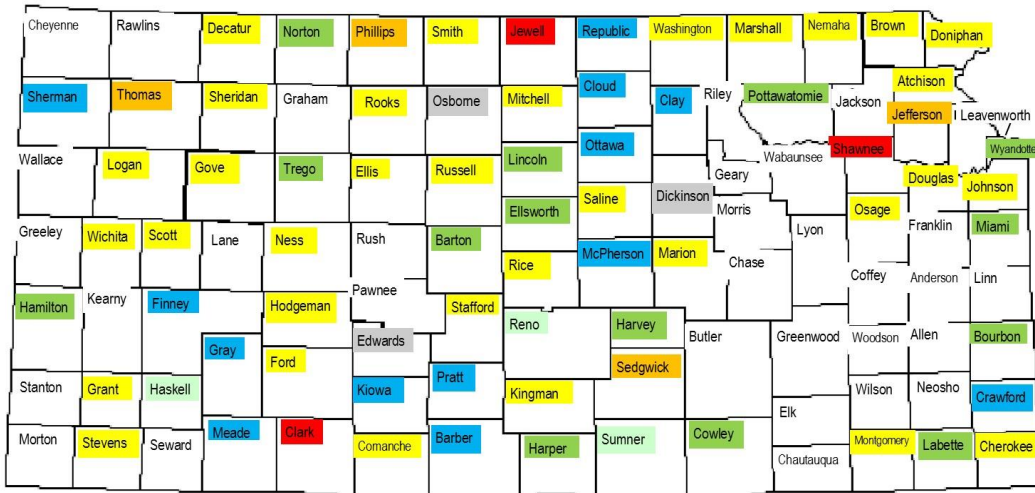 Cheyenne
Rawlins
Decatur
Norton
Phillips
Smith
Jewell
Republic
Washington
Marshall
Nemaha
Brown
Doniphan
Sherman
Thomas
Sheridan
Graham
Rooks
Osborne
Mitchell
Cloud
Clay
Riley
Pottawatomie
Jackson
Atchison
Jefferson
Leavenworth
Wyandotte
Wallace
Logan
Gove
Trego
Ellis
Russell
Lincoln
Ottawa
Saline
Dickinson
Geary
Wabaunsee
Shawnee
Douglas
Johnson
Ellsworth
Morris
Osage
Franklin
Miami
Greeley
Wichita
Scott
Lane
Ness
Rush
Barton
Rice
McPherson
Marion
Chase
Lyon
Coffey
Anderson
Linn
Hamilton
Kearny
Finney
Hodgeman
Pawnee
Stafford
Reno
Harvey
Butler
Greenwood
Woodson
Allen
Bourbon
Gray
Ford
Edwards
Sedgwick
Stanton
Grant
Haskell
Kiowa
Pratt
Kingman
Elk
Wilson
Neosho
Crawford
Morton
Stevens
Seward
Meade
Clark
Comanche
Barber
Harper
Sumner
Cowley
Chautauqua
Montgomery
Labette
Cherokee